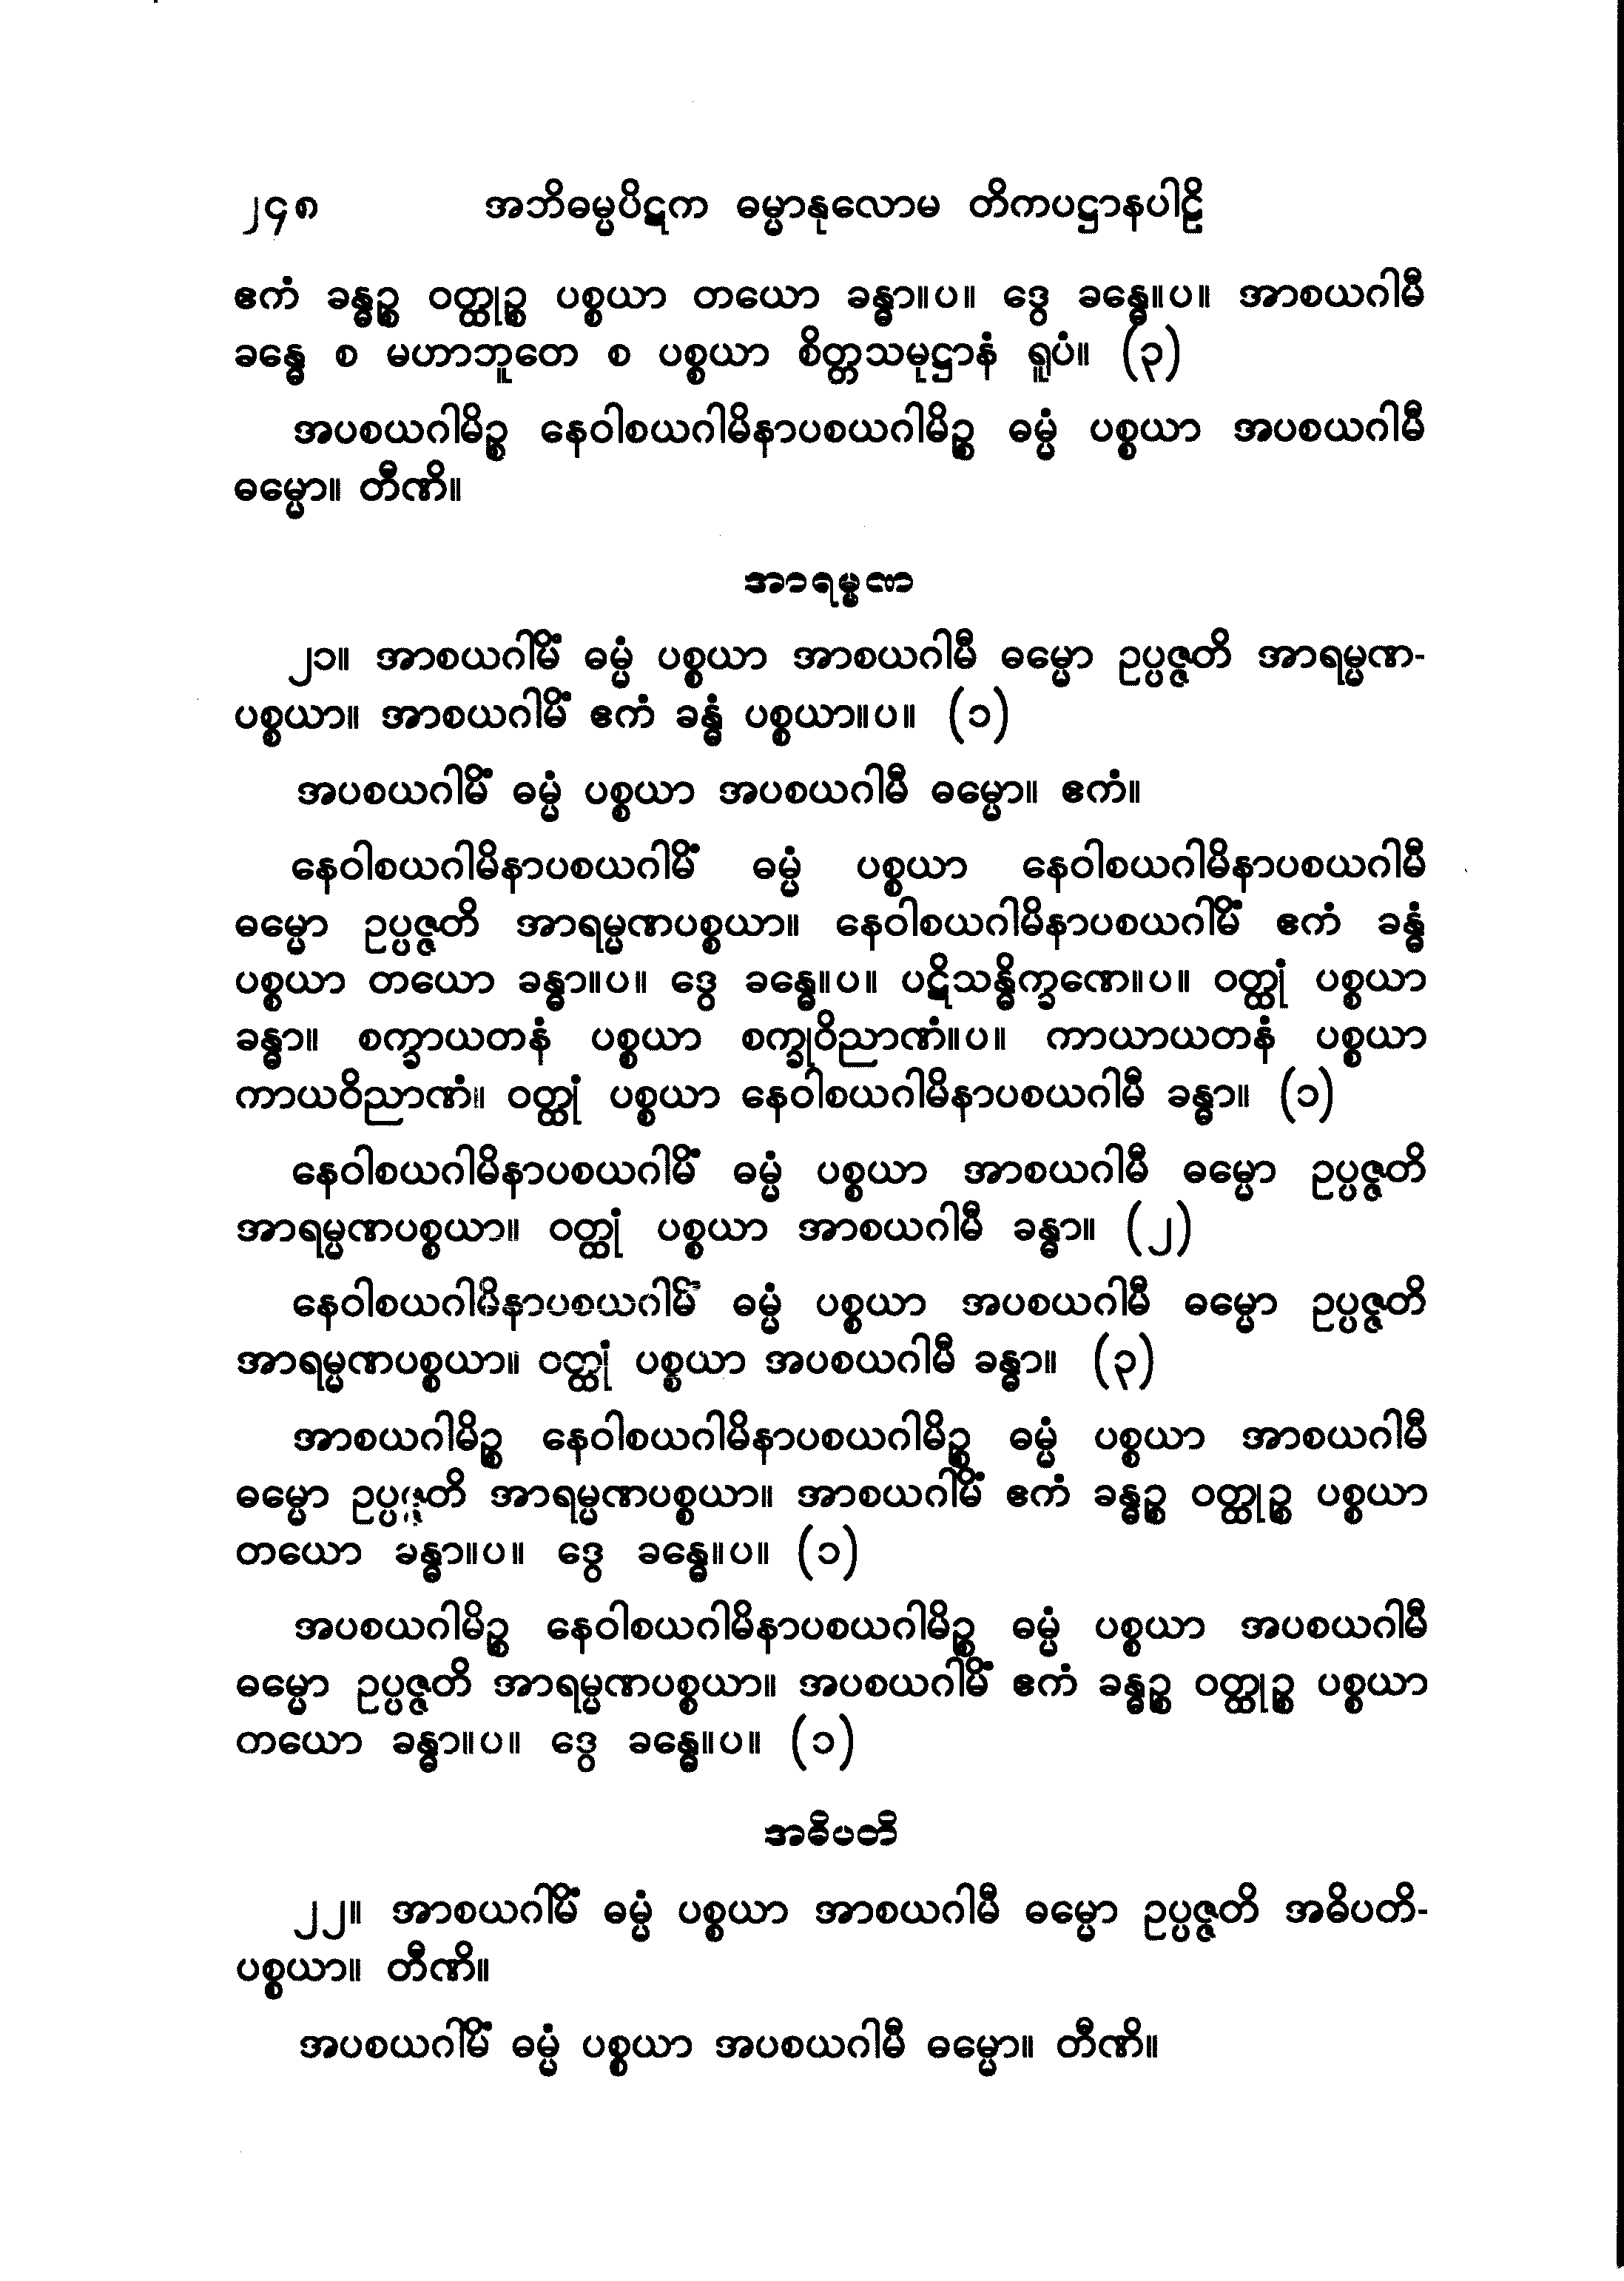 ၂၄၈ အဘိဓမ္မပိဋက ဓမ္မာနုလောမ တိကပဋ္ဌာနပါဠိ
ဧကံ ခန္ဓဉ္စ ဝတ္ထုဉ္စ ပစ္စယာ တယော ခန္ဓာ။ပ။ ဒွေ ခန္ဓေ။ပ။ အာစယဂါမီ
ခန္ဓေ စ မဟာဘူတေ စ ပစ္စယာ စိတ္တသမုဋ္ဌာနံ ရူပံ။ (၃)
အပစယဂါမိဉ္စ နေဝါစယဂါမိနာပစယဂါမိဉ္စ ဓမ္မံ ပစ္စယာ အပစယဂါမီ
ဓမ္မော။ တီဏိ။
အာရမ္မဏ
၂၁။ အာစယဂါမိံ ဓမ္မံ ပစ္စယာ အာစယဂါမီ ဓမ္မော ဥပ္ပဇ္ဇတိ အာရမ္မဏ-
ပစ္စယာ။ အာစယဂါမိံ ဧကံ ခန္ဓံ ပစ္စယာ။ပ။ (၁)
အပစယဂါမိံ ဓမ္မံ ပစ္စယာ အပစယဂါမီ ဓမ္မော။ ဧကံ။
နေဝါစယဂါမိနာပစယဂါမိံ ဓမ္မံ ပစ္စယာ နေဝါစယဂါမိနာပစယဂါမီ
ဓမ္မော ဥပ္ပဇ္ဇတိ အာရမ္မဏပစ္စယာ။ နေဝါစယဂါမိနာပစယဂါမိံ ဧကံ ခန္ဓံ
ပစ္စယာ တယော ခန္ဓာ။ပ။ ဒွေ ခန္ဓေ။ပ။ ပဋိသန္ဓိက္ခဏေ။ပ။ ဝတ္ထုံ ပစ္စယာ
ခန္ဓာ။ စက္ခာယတနံ ပစ္စယာ စက္ခုဝိညာဏံ။ပ။ ကာယာယတနံ ပစ္စယာ
ကာယဝိညာဏံ။ ဝတ္ထုံ ပစ္စယာ နေဝါစယဂါမိနာပစယဂါမီ ခန္ဓာ။ (၁)
နေဝါစယဂါမိနာပစယဂါမိံ ဓမ္မံ ပစ္စယာ အာစယဂါမီ ဓမ္မော ဥပ္ပဇ္ဇတိ
အာရမ္မဏပစ္စယာ။ ဝတ္ထုံ ပစ္စယာ အာစယဂါမီ ခန္ဓာ။ (၂)
နေဝါစယဂါမိနာပစယဂါမိံ ဓမ္မံ ပစ္စယာ အပစယဂါမီ ဓမ္မော ဥပ္ပဇ္ဇတိ
အာရမ္မဏပစ္စယာ။ ဝတ္ထုံ ပစ္စယာ အပစယဂါမီ ခန္ဓာ။ (၃)
အာစယဂါမိဉ္စ နေဝါစယဂါမိနာပစယဂါမိဉ္စ ဓမ္မံ ပစ္စယာ အာစယဂါမီ
ဓမ္မော ဥပ္ပဇ္ဇတိ အာရမ္မဏပစ္စယာ။ အာစယဂါမိံ ဧကံ ခန္ဓဉ္စ ဝတ္ထုဉ္စ ပစ္စယာ
တယော ခန္ဓာ။ပ။ ဒွေ ခန္ဓေ။ပ။ (၁)
အပစယဂါမိဉ္စ နေဝါစယဂါမိနာပစယဂါမိဉ္စ ဓမ္မံ ပစ္စယာ အပစယဂါမီ
ဓမ္မော ဥပ္ပဇ္ဇတိ အာရမ္မဏပစ္စယာ။ အပစယဂါမိံ ဧကံ ခန္ဓဉ္စ ဝတ္ထုဉ္စ ပစ္စယာ
တယော ခန္ဓာ။ပ။ ဒွေ ခန္ဓေ။ပ။ (၁)
အဓိပတိ
၂၂။ အာစယဂါမိံ ဓမ္မံ ပစ္စယာ အာစယဂါမီ ဓမ္မော ဥပ္ပဇ္ဇတိ အဓိပတိ-
ပစ္စယာ။ တီဏိ။
အပစယဂါမိံ ဓမ္မံ ပစ္စယာ အပစယဂါမီ ဓမ္မော။ တီဏိ။